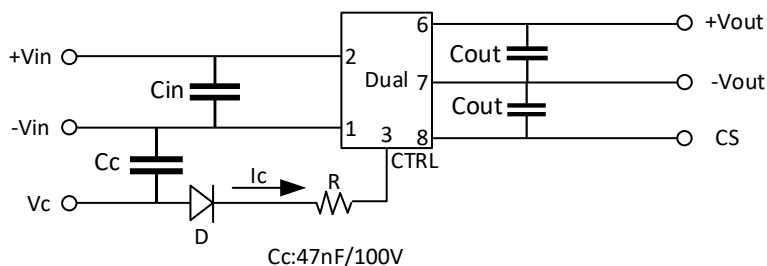 6 +Vout
+Vin 2 Cout
Cin Dual 7 -Vout
Cout
-Vin 1 3 8 CS
Cc CTRL
Ic R
Vc
D
Cc:47nF/100V